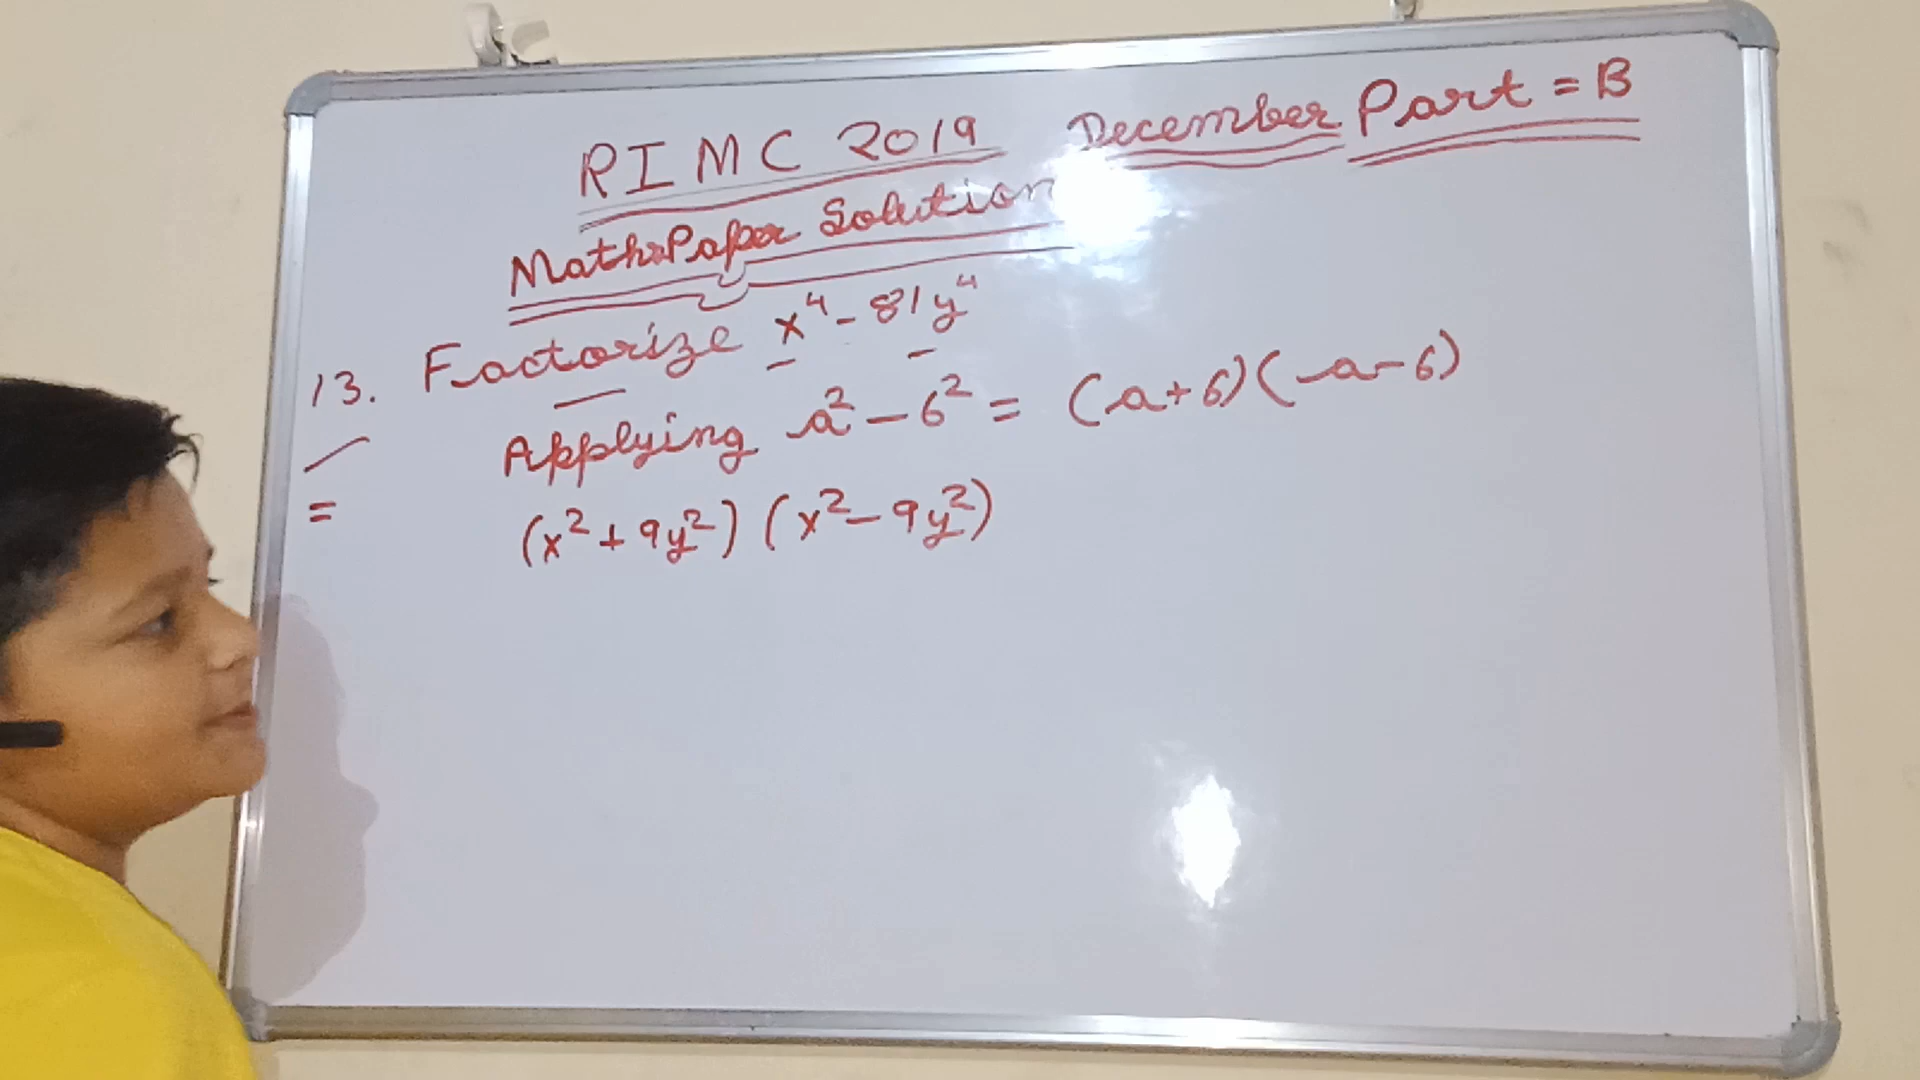 RIMC 2019 December Part = B
Maths Paper Solution
13. Factorize x⁴ - 81y⁴
Applying a² - b² = (a+b)(a-b)
= (x² + 9y²) (x² - 9y²)